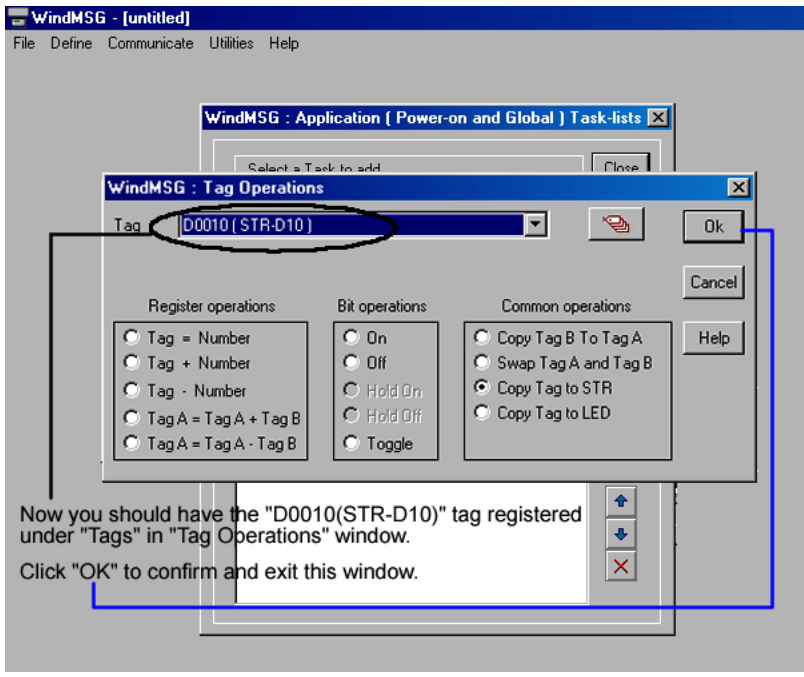 WindMSG - [untitled]
File Define Communicate Utilities Help
WindMSG : Application ( Power-on and Global ) Task-lists
Select a Task to add
Close
WindMSG : Tag Operations
Tag
D0010 ( STR-D10 )
Ok
Cancel
Help
Register operations
Tag = Number
Tag + Number
Tag - Number
Tag A = Tag A + Tag B
Tag A = Tag A - Tag B
Bit operations
On
Off
Hold On
Hold Off
Toggle
Common operations
Copy Tag B To Tag A
Swap Tag A and Tag B
Copy Tag to STR
Copy Tag to LED
Now you should have the "D0010(STR-D10)" tag registered
under "Tags" in "Tag Operations" window.
Click "OK" to confirm and exit this window.